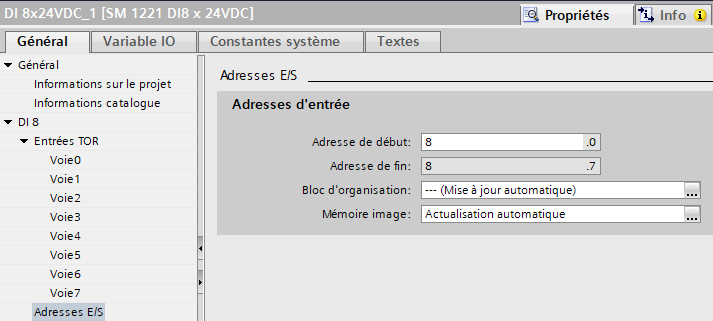 DI 8x24VDC_1 [SM 1221 DI8 x 24VDC]
Propriétés
Info
Général
Variable IO
Constantes système
Textes
Général
Informations sur le projet
Informations catalogue
DI 8
Entrées TOR
Voie0
Voie1
Voie2
Voie3
Voie4
Voie5
Voie6
Voie7
Adresses E/S
Adresses E/S
Adresses d'entrée
Adresse de début: 8 .0
Adresse de fin: 8 .7
Bloc d'organisation: --- (Mise à jour automatique) ...
Mémoire image: Actualisation automatique ...